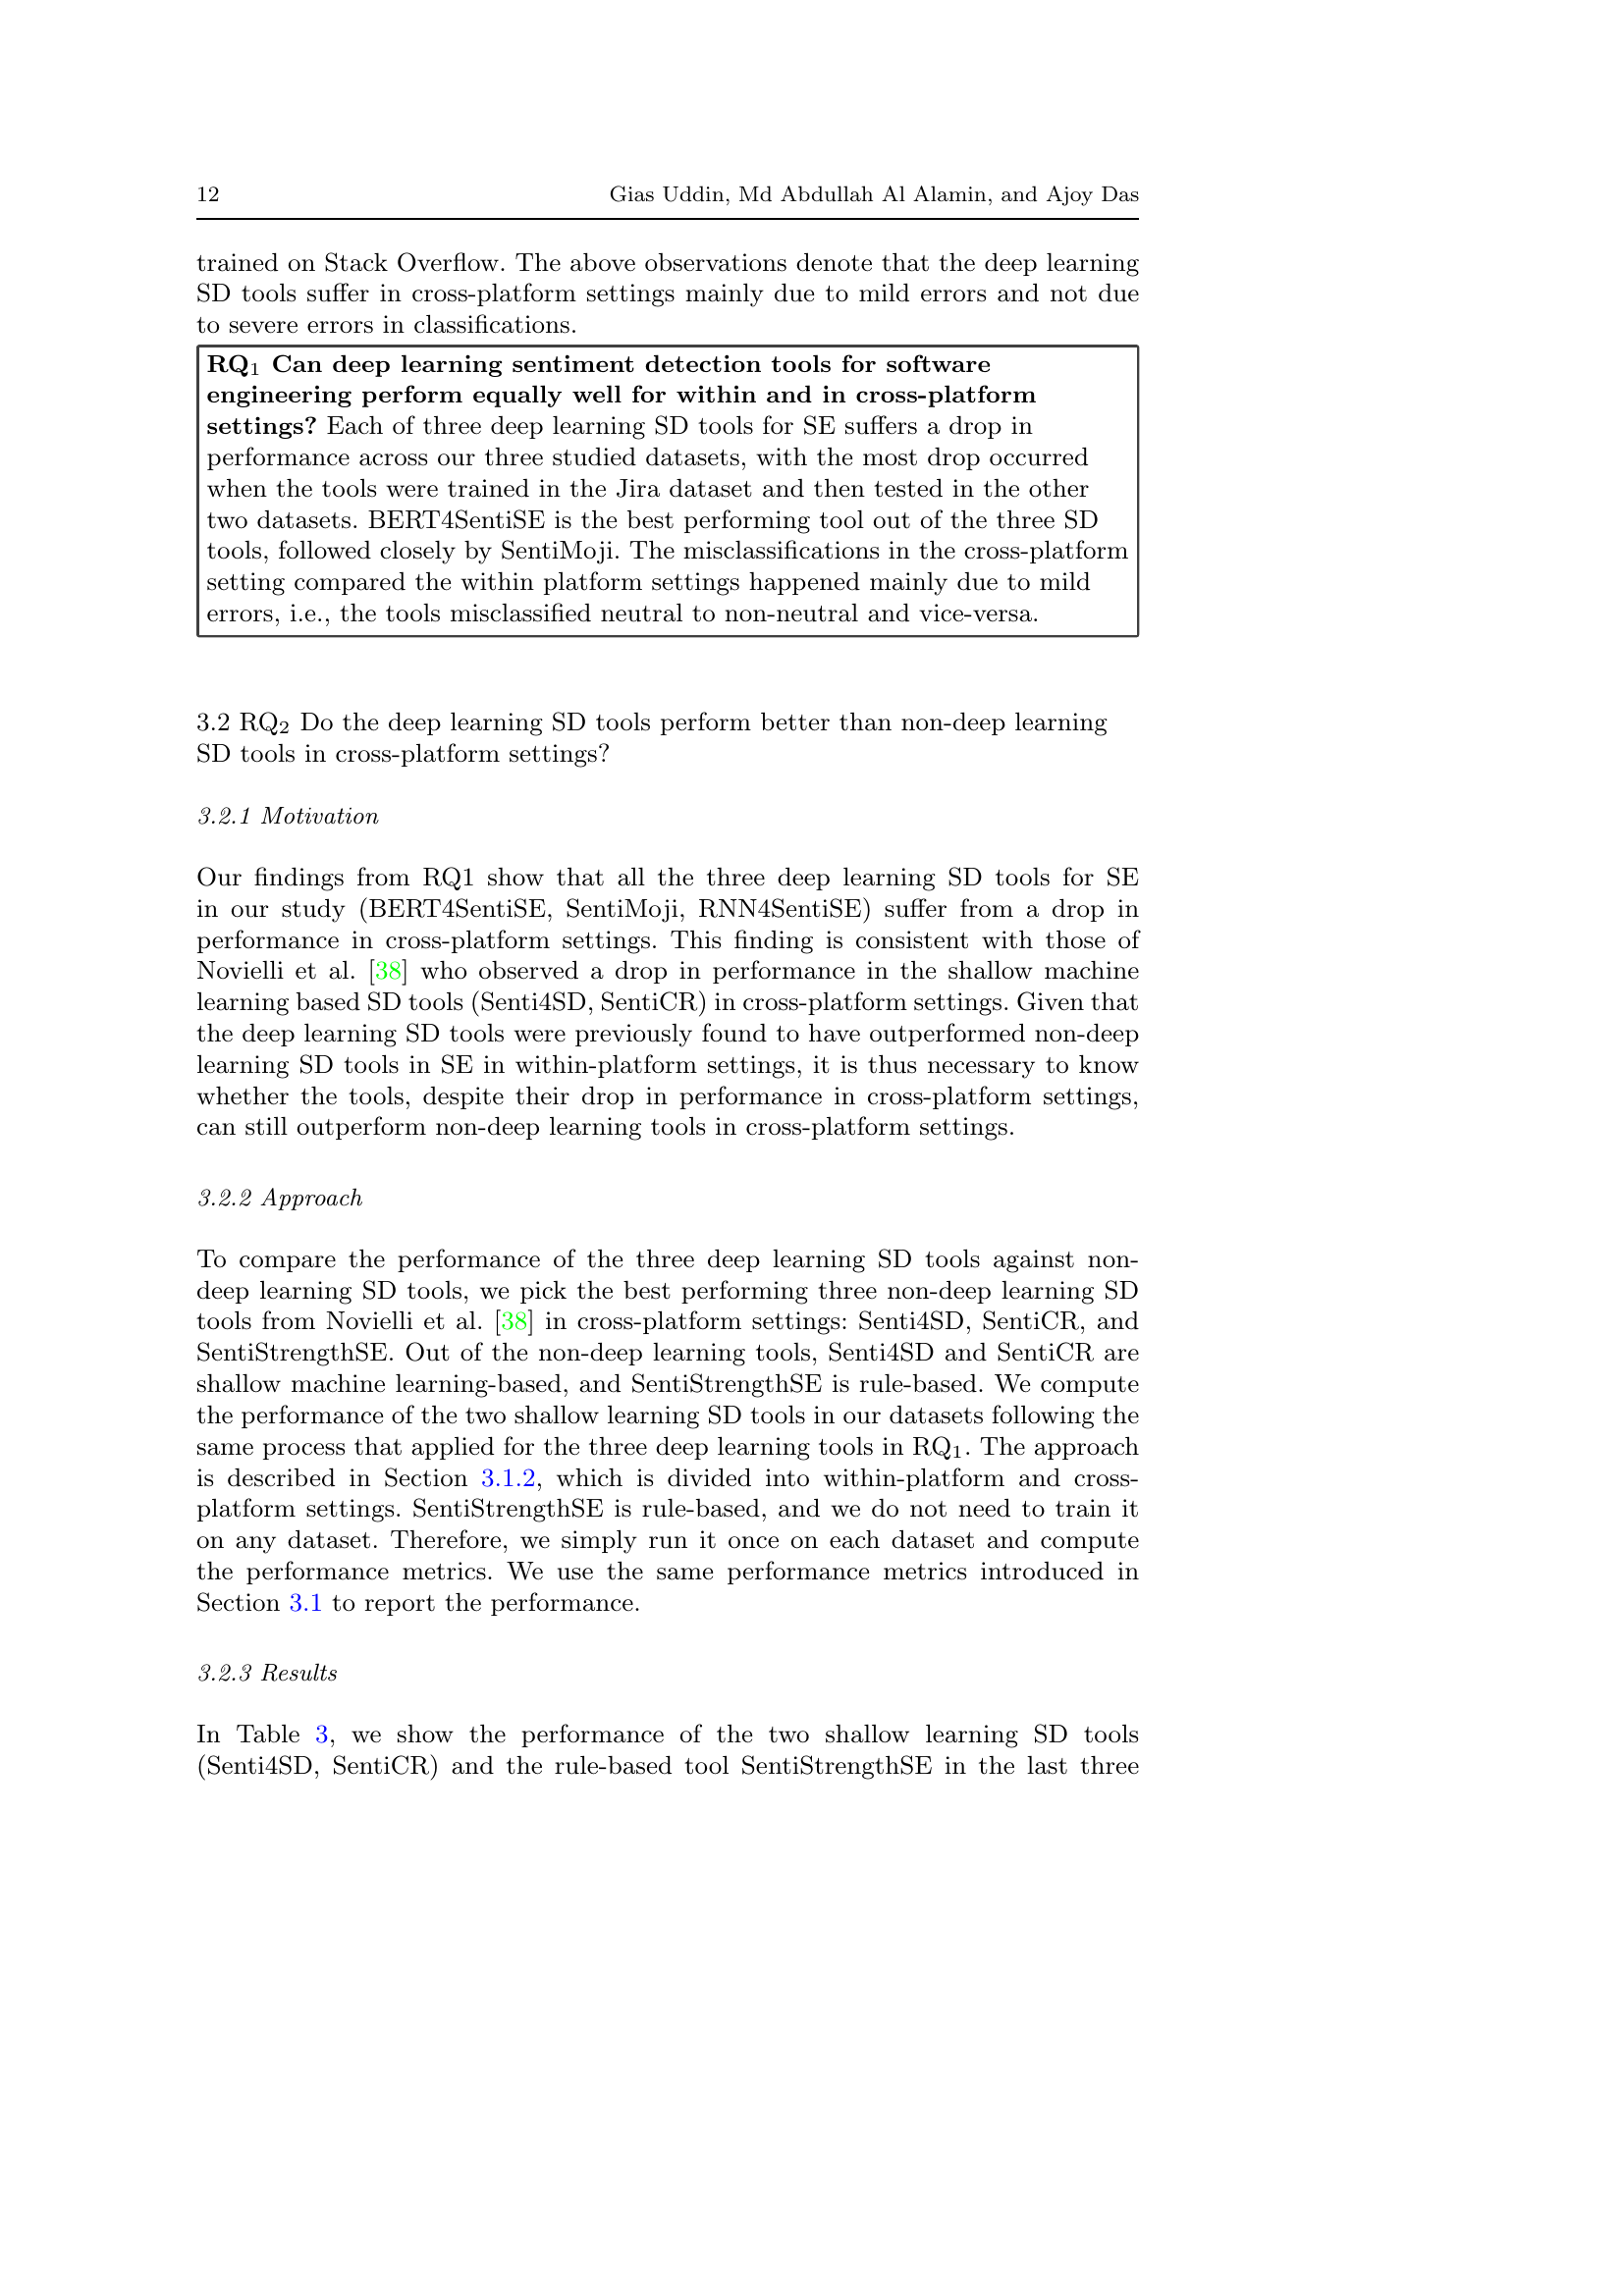 12 Gias Uddin, Md Abdullah Al Alamin, and Ajoy Das
trained on Stack Overflow. The above observations denote that the deep learning
SD tools suffer in cross-platform settings mainly due to mild errors and not due
to severe errors in classifications.
RQ₁ Can deep learning sentiment detection tools for software
engineering perform equally well for within and in cross-platform
settings? Each of three deep learning SD tools for SE suffers a drop in
performance across our three studied datasets, with the most drop occurred
when the tools were trained in the Jira dataset and then tested in the other
two datasets. BERT4SentiSE is the best performing tool out of the three SD
tools, followed closely by SentiMoji. The misclassifications in the cross-platform
setting compared the within platform settings happened mainly due to mild
errors, i.e., the tools misclassified neutral to non-neutral and vice-versa.
3.2 RQ₂ Do the deep learning SD tools perform better than non-deep learning
SD tools in cross-platform settings?
3.2.1 Motivation
Our findings from RQ1 show that all the three deep learning SD tools for SE
in our study (BERT4SentiSE, SentiMoji, RNN4SentiSE) suffer from a drop in
performance in cross-platform settings. This finding is consistent with those of
Novielli et al. [38] who observed a drop in performance in the shallow machine
learning based SD tools (Senti4SD, SentiCR) in cross-platform settings. Given that
the deep learning SD tools were previously found to have outperformed non-deep
learning SD tools in SE in within-platform settings, it is thus necessary to know
whether the tools, despite their drop in performance in cross-platform settings,
can still outperform non-deep learning tools in cross-platform settings.
3.2.2 Approach
To compare the performance of the three deep learning SD tools against non-
deep learning SD tools, we pick the best performing three non-deep learning SD
tools from Novielli et al. [38] in cross-platform settings: Senti4SD, SentiCR, and
SentiStrengthSE. Out of the non-deep learning tools, Senti4SD and SentiCR are
shallow machine learning-based, and SentiStrengthSE is rule-based. We compute
the performance of the two shallow learning SD tools in our datasets following the
same process that applied for the three deep learning tools in RQ₁. The approach
is described in Section 3.1.2, which is divided into within-platform and cross-
platform settings. SentiStrengthSE is rule-based, and we do not need to train it
on any dataset. Therefore, we simply run it once on each dataset and compute
the performance metrics. We use the same performance metrics introduced in
Section 3.1 to report the performance.
3.2.3 Results
In Table 3, we show the performance of the two shallow learning SD tools
(Senti4SD, SentiCR) and the rule-based tool SentiStrengthSE in the last three